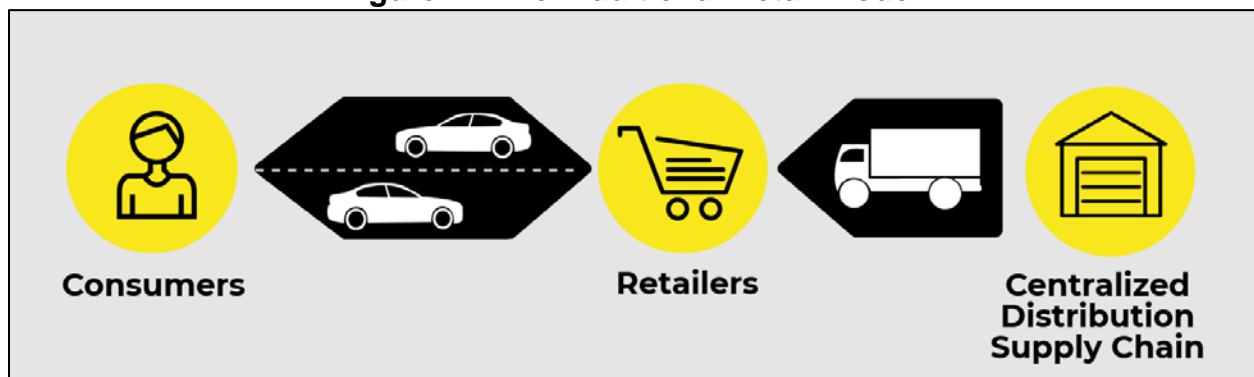 Consumers
Retailers
Centralized
Distribution
Supply Chain